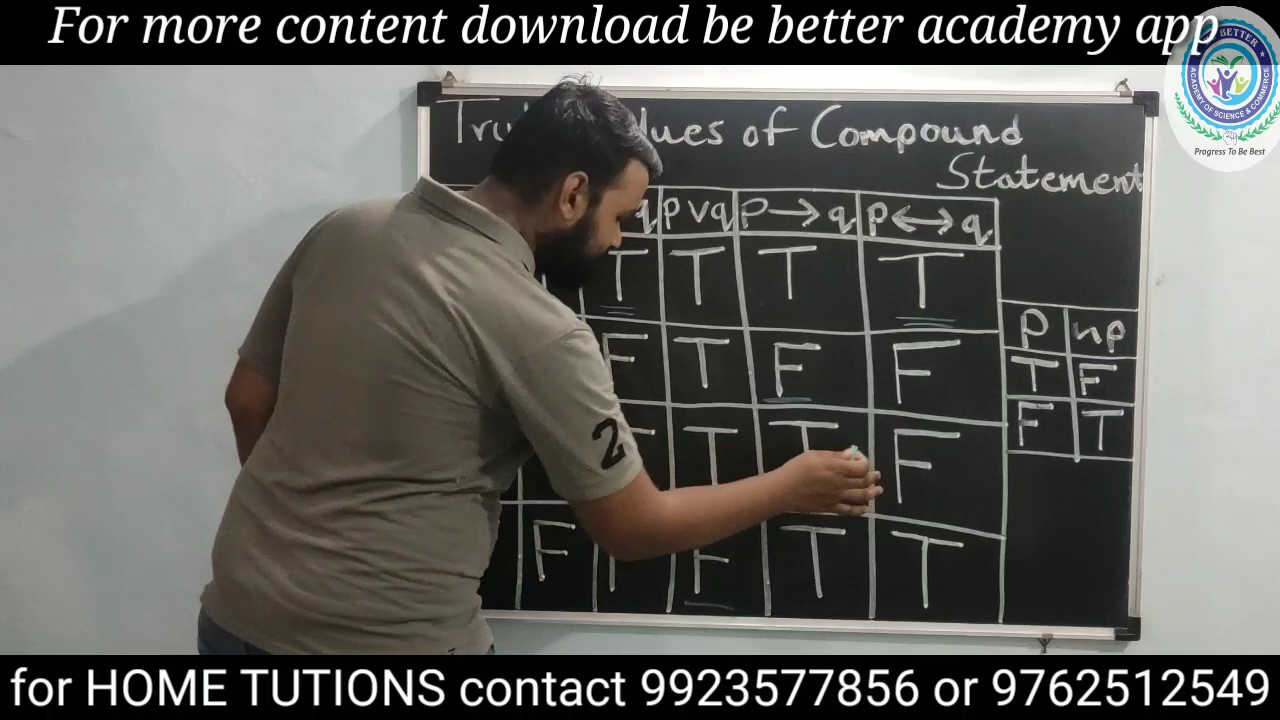 For more content download be better academy app
BETTER
ACADEMY OF SCIENCE & COMMERCE
Progress To Be Best
of Compound
Statement
q p∨q p→q p↔q
T T T T
F T F F
T T F
F F T T
p ~p
T F
F T
2
for HOME TUTIONS contact 9923577856 or 9762512549